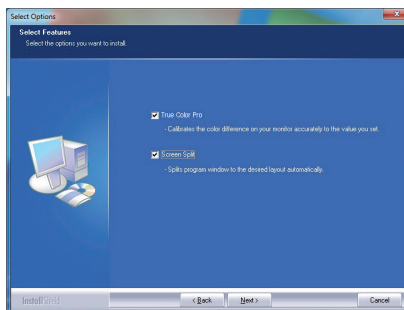 Select Options
Select Features
Select the options you want to install.
True Color Pro
- Calibrates the color difference on your monitor accurately to the value you set.
Screen Split
- Splits program window to the desired layout automatically.
InstallShield
< Back
Next >
Cancel